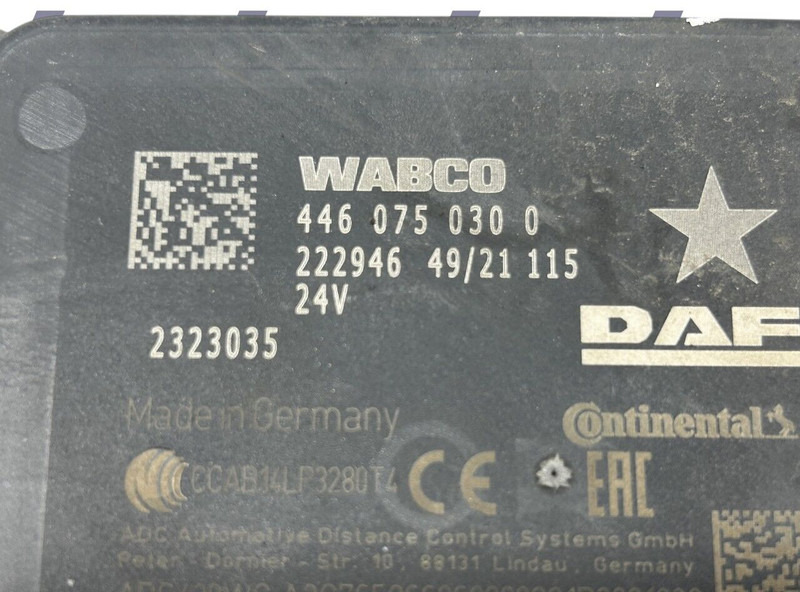 WABCO
446 075 030 0
222946 49/21 115
24V
2323035
DAF
Made in Germany
Continental
CCAB14LP3280T4 CE EAC
ADC Automotive Distance Control Systems GmbH
Peter - Dornier - Str. 10, 88131 Lindau, Germany